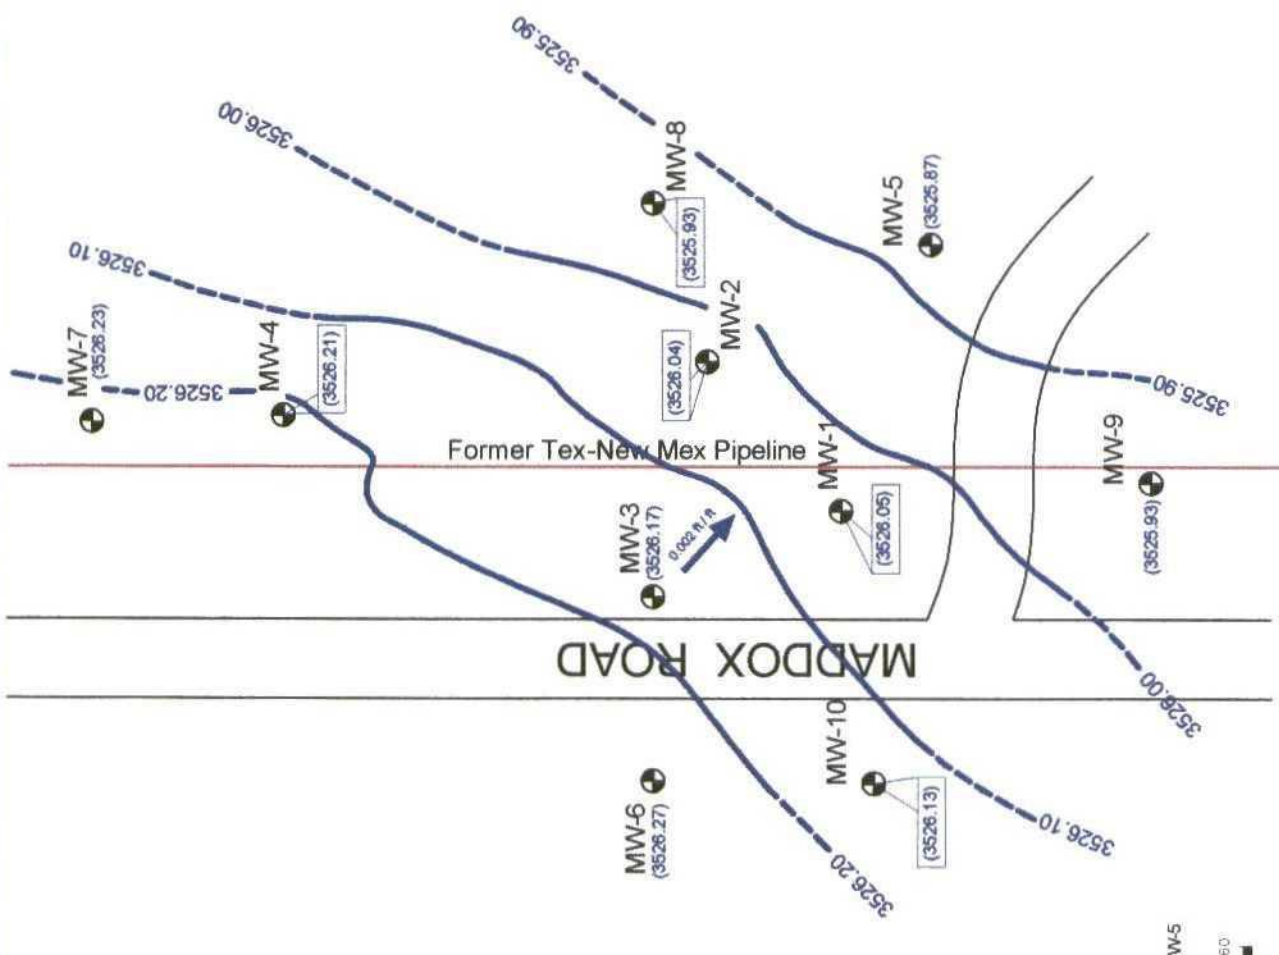 3525.90
3526.00
3526.10
MW-8
(3525.93)
MW-5
(3525.87)
MW-7
(3526.23)
3526.20
MW-4
(3526.21)
MW-2
(3526.04)
Former Tex-New Mex Pipeline
3525.90
MW-1
(3526.05)
MW-9
(3525.93)
MW-3
(3526.17)
0.002 ft/ft
MADDOX ROAD
3526.00
MW-10
(3526.13)
MW-6
(3526.27)
3526.10
3526.20
W-5
60